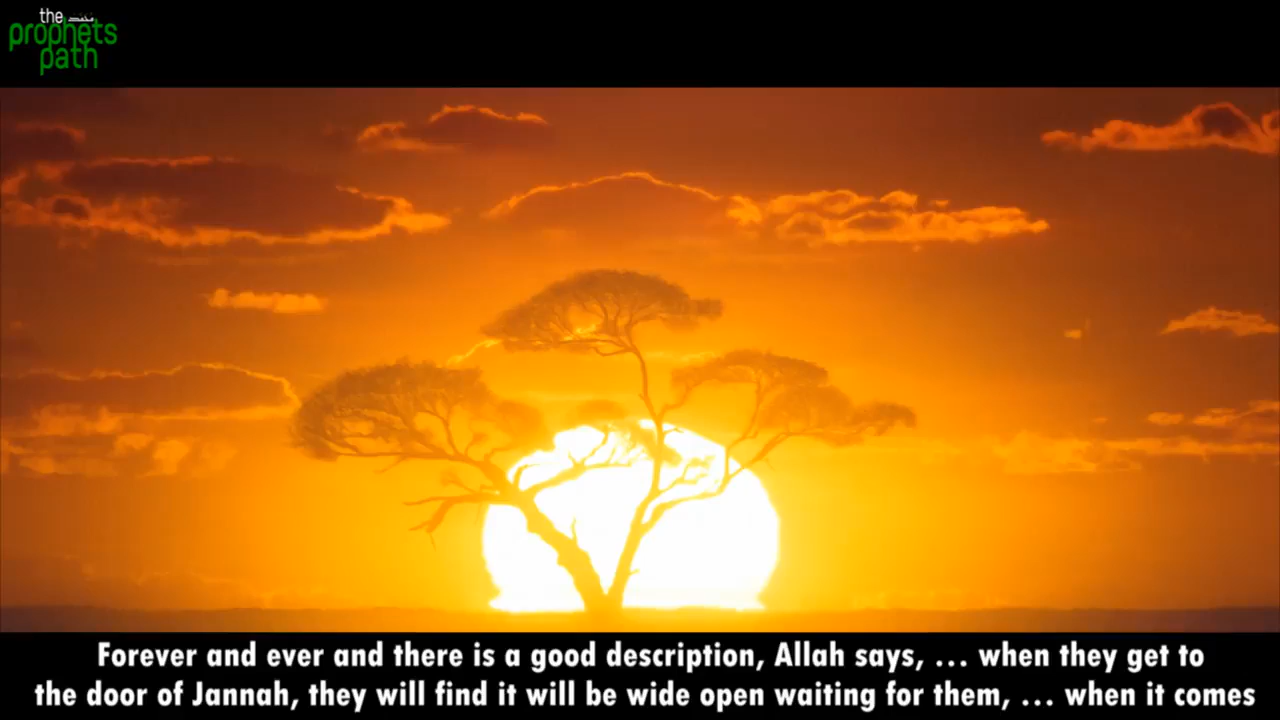 the محمد
prophets
path
Forever and ever and there is a good description, Allah says, ... when they get to
the door of Jannah, they will find it will be wide open waiting for them, ... when it comes